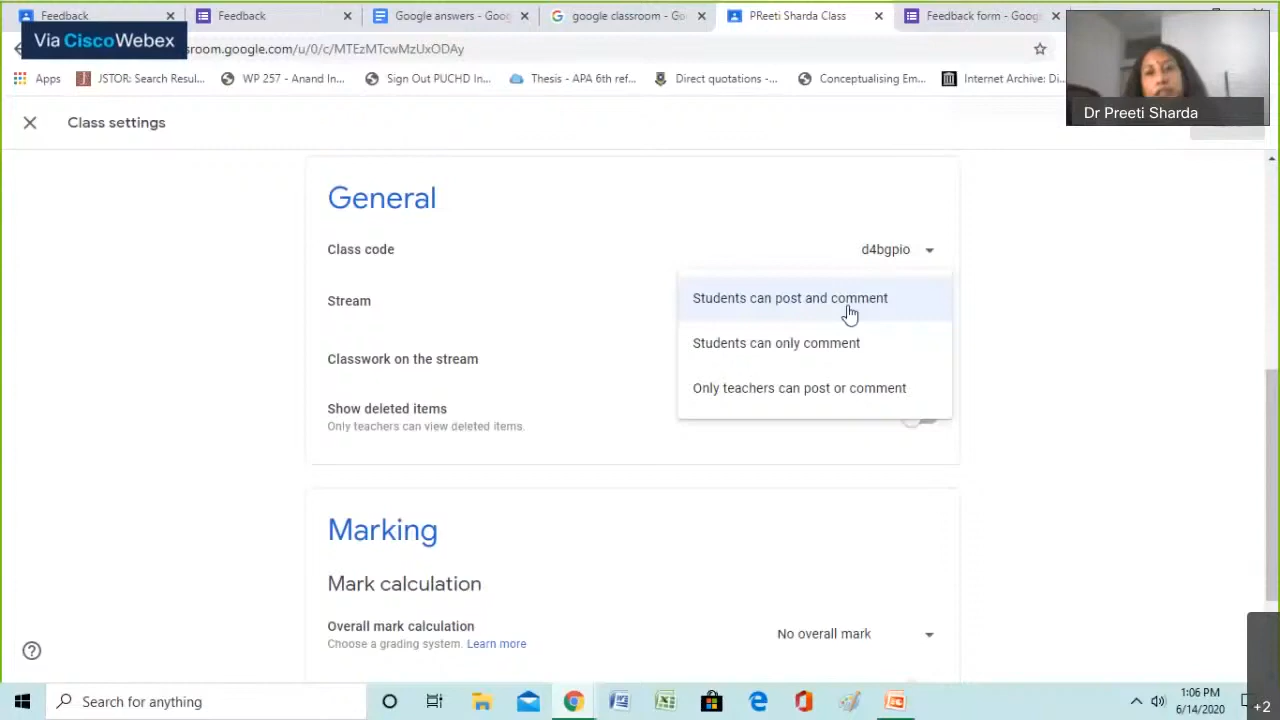 Feedback
Feedback
Google answers - Goog
google classroom - Goo
PReeti Sharda Class
Feedback form - Goog
Via CiscoWebex
sroom.google.com/u/0/c/MTEzMTcwMzUxODAy
Apps
JSTOR: Search Resul...
WP 257 - Anand In...
Sign Out PUCHD In...
Thesis - APA 6th ref...
Direct quotations -...
Conceptualising Em...
Internet Archive: Di...
Dr Preeti Sharda
Class settings
General
Class code
d4bgpio
Stream
Students can post and comment
Students can only comment
Classwork on the stream
Only teachers can post or comment
Show deleted items
Only teachers can view deleted items.
Marking
Mark calculation
Overall mark calculation
No overall mark
Choose a grading system. Learn more
Search for anything
1:06 PM
6/14/2020
+2